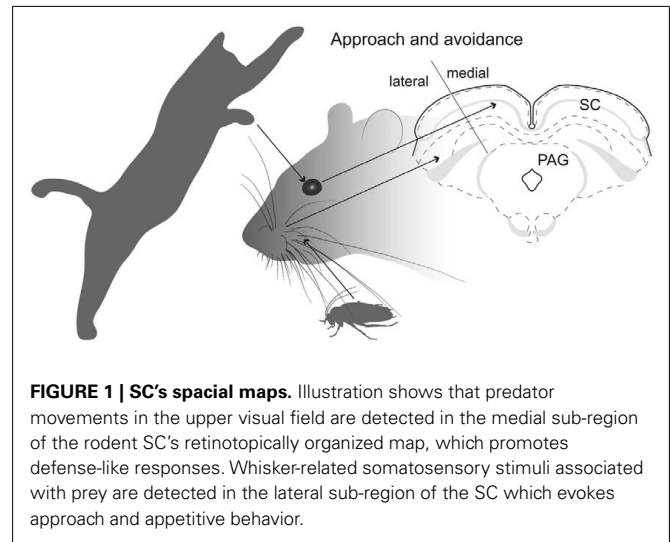 Approach and avoidance
lateral medial
SC
PAG
FIGURE 1 | SC’s spacial maps. Illustration shows that predator
movements in the upper visual field are detected in the medial sub-region
of the rodent SC’s retinotopically organized map, which promotes
defense-like responses. Whisker-related somatosensory stimuli associated
with prey are detected in the lateral sub-region of the SC which evokes
approach and appetitive behavior.